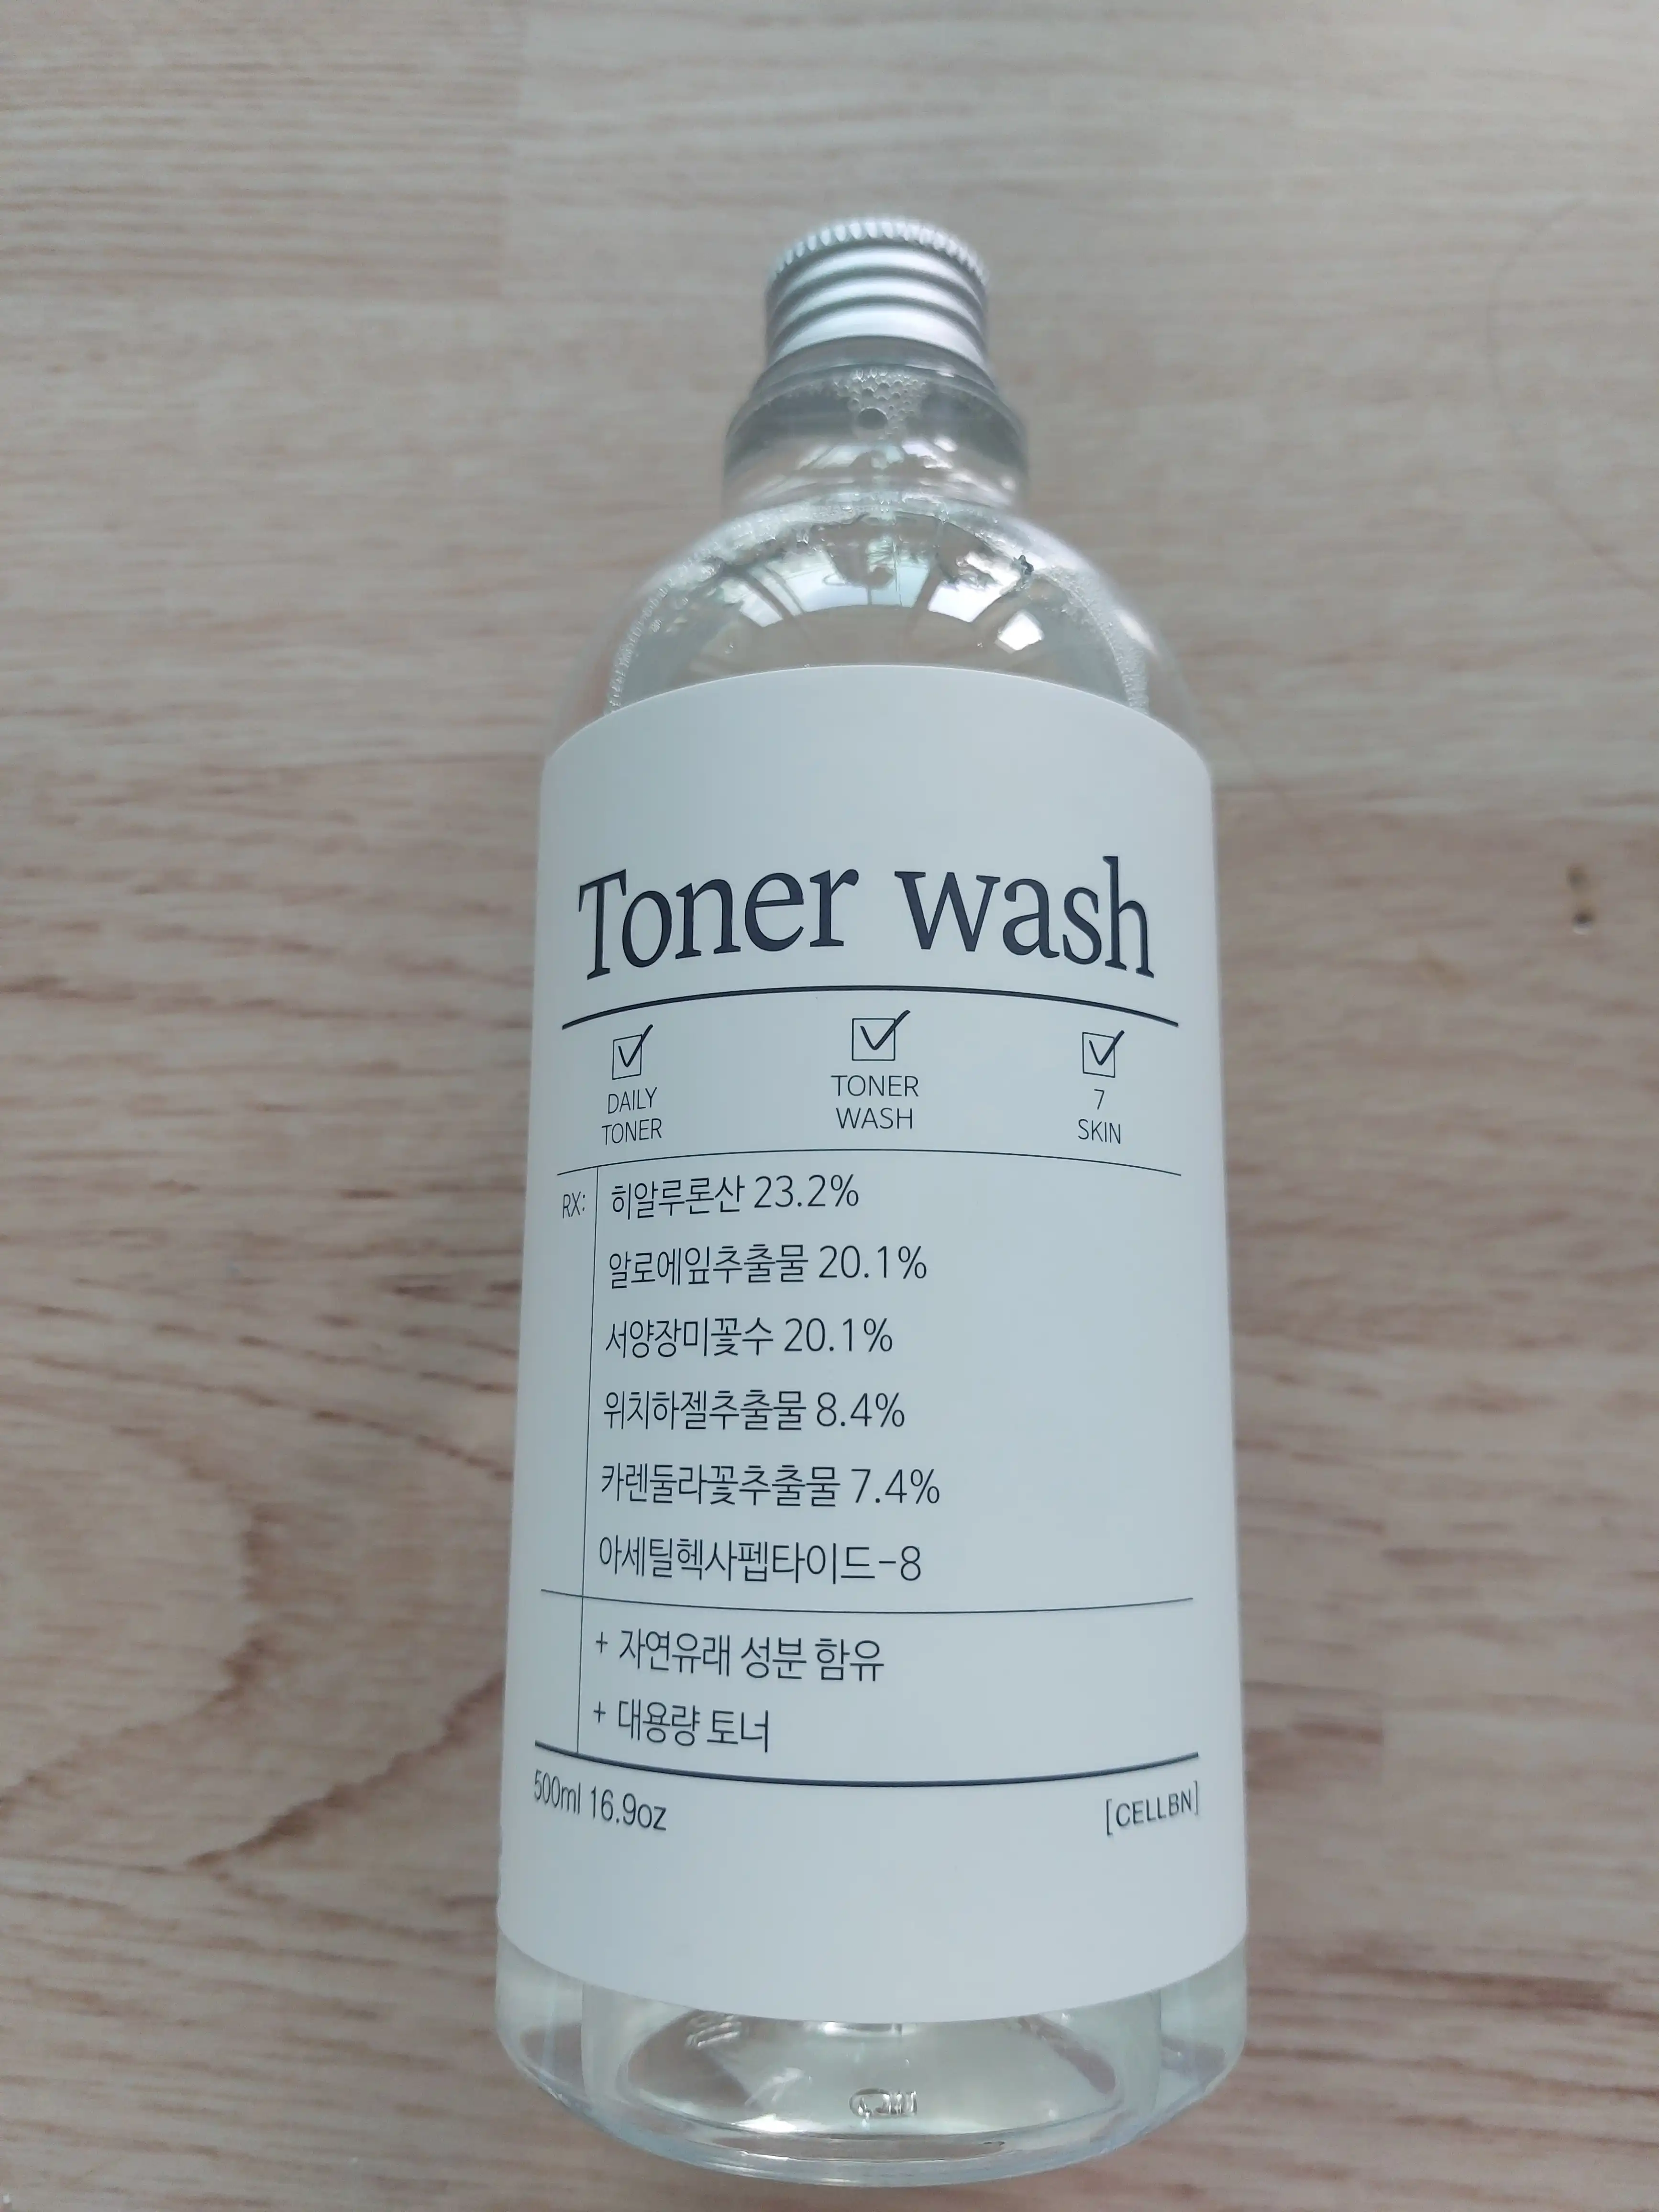 Toner wash
DAILY
TONER
TONER
WASH
7
SKIN
RX:
히알루론산 23.2%
알로에잎추출물 20.1%
서양장미꽃수 20.1%
위치하젤추출물 8.4%
카렌둘라꽃추출물 7.4%
아세틸헥사펩타이드-8
+ 자연유래 성분 함유
+ 대용량 토너
500ml 16.9oz
[CELLBN]